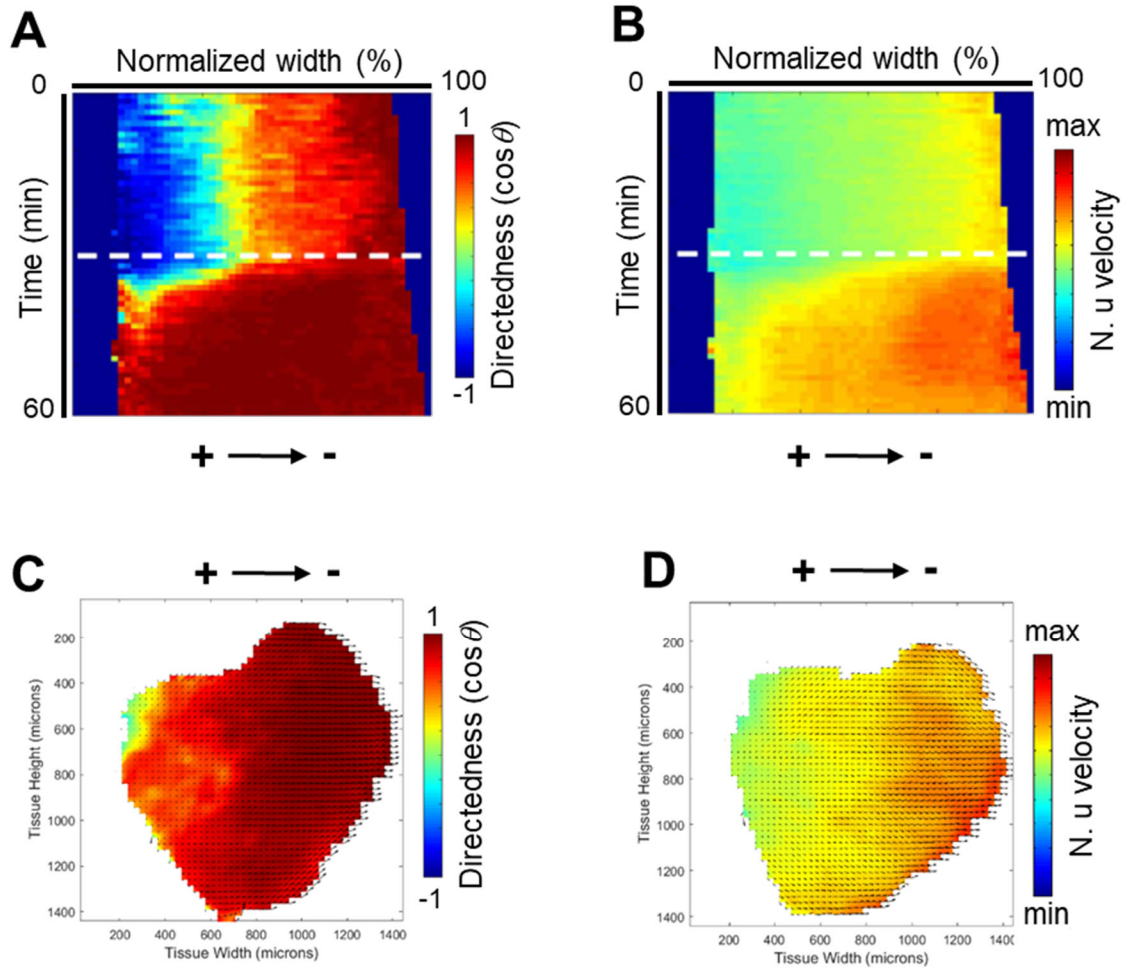 A
Normalized width (%)
0
100
Time (min)
60
1
Directedness (cosθ)
-1
+ → -
B
Normalized width (%)
0
100
Time (min)
60
max
N. u velocity
min
+ → -
C
+ → -
Tissue Height (microns)
200
400
600
800
1000
1200
1400
200 400 600 800 1000 1200 1400
Tissue Width (microns)
1
Directedness (cosθ)
-1
D
+ → -
Tissue Height (microns)
200
400
600
800
1000
1200
1400
200 400 600 800 1000 1200 1400
Tissue Width (microns)
max
N. u velocity
min